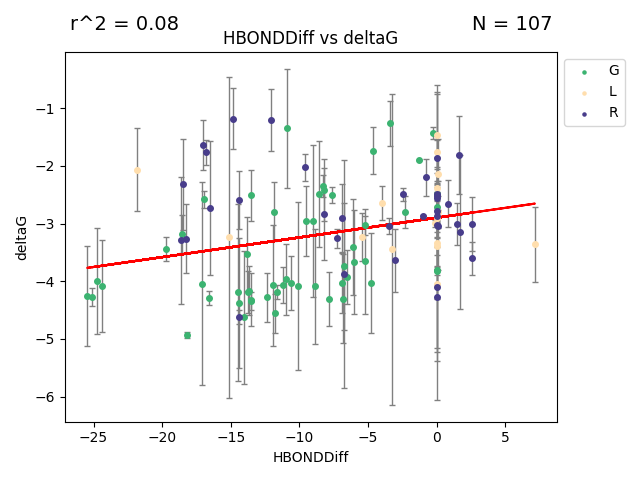 r^2 = 0.08
N = 107
HBONDDiff vs deltaG
G
L
R
−1
−2
−3
−4
−5
−6
deltaG
−25 −20 −15 −10 −5 0 5
HBONDDiff